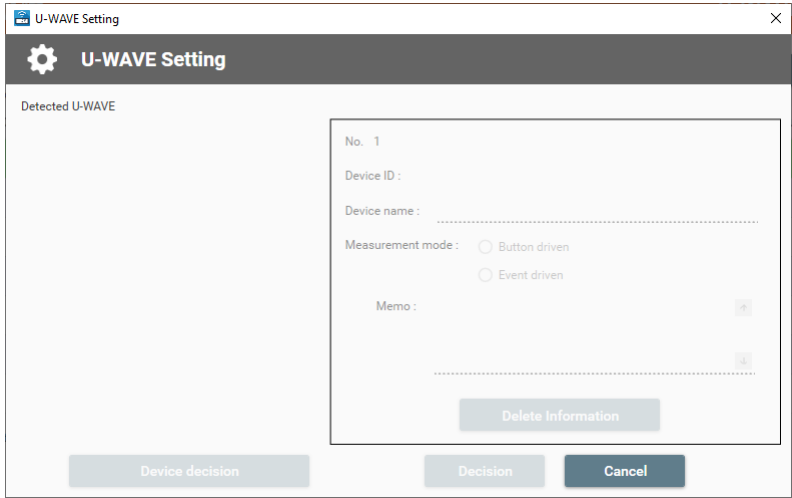 U-WAVE Setting
U-WAVE Setting
Detected U-WAVE
No. 1
Device ID :
Device name :
Measurement mode : Button driven
Event driven
Memo :
Delete Information
Device decision Decision Cancel